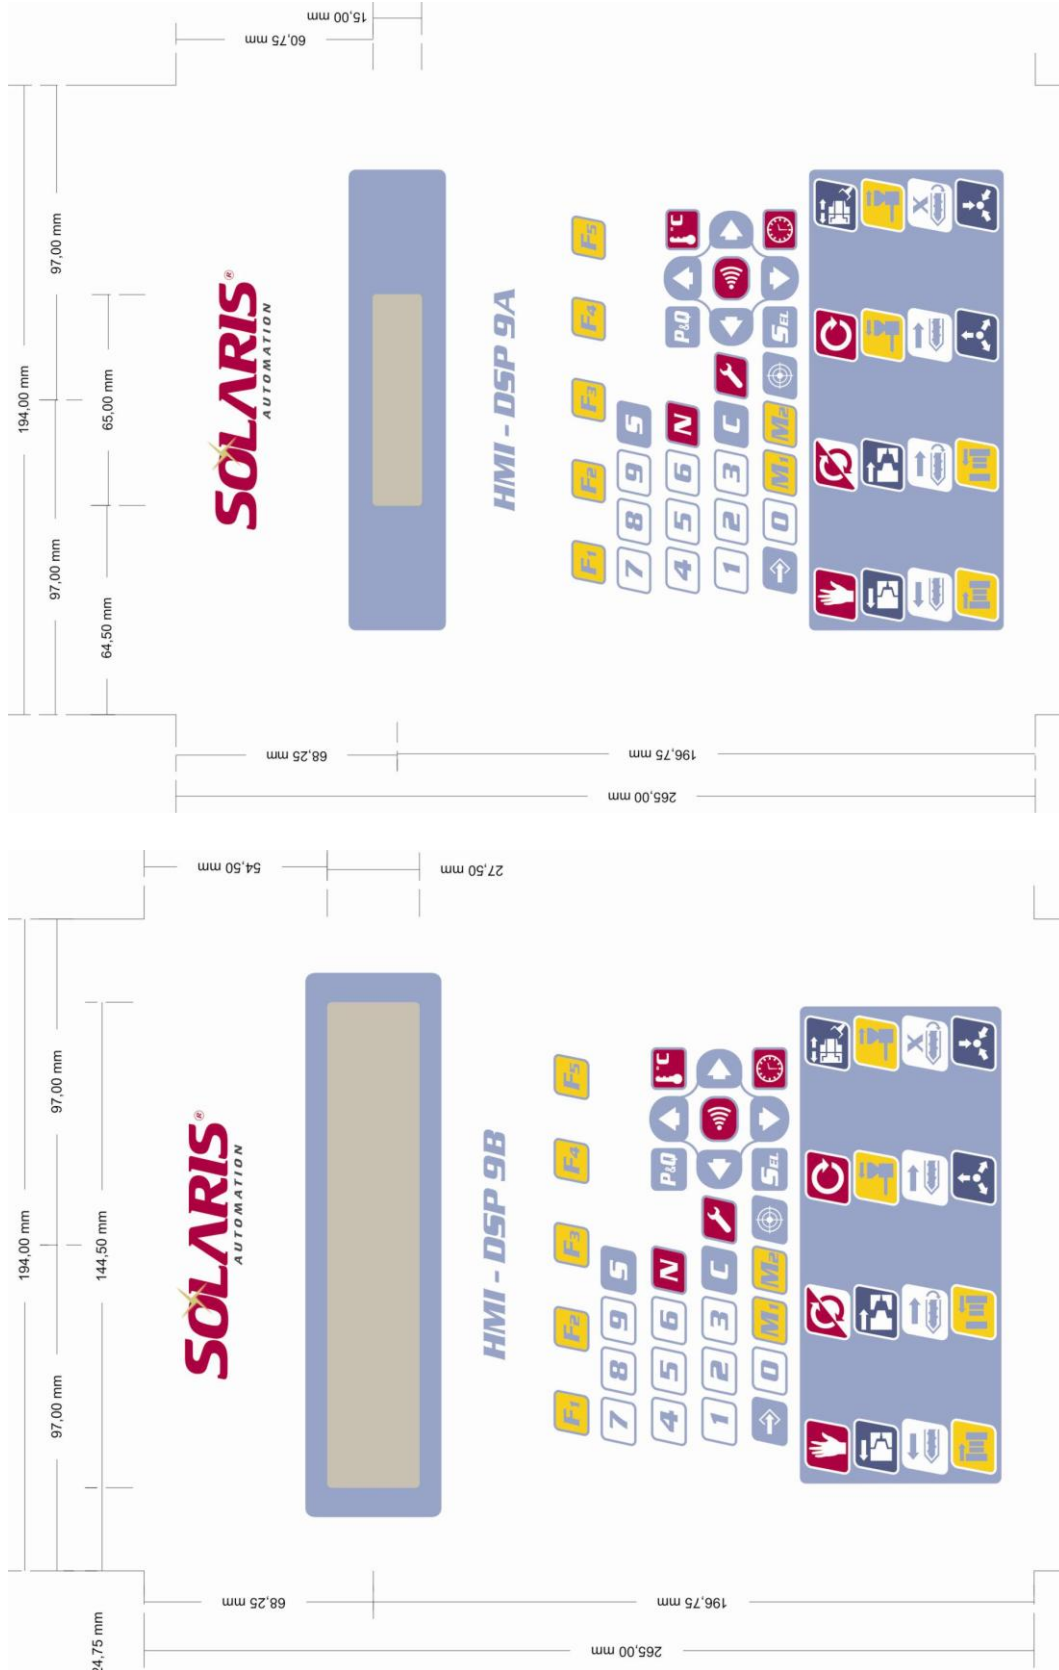 15,00 mm
60,75 mm
194,00 mm
97,00 mm
97,00 mm
65,00 mm
64,50 mm
SOLARIS®
AUTOMATION
HMI - DSP 9A
F1 F2 F3 F4 F5
7 8 9 S
4 5 6 N P&Q °C
1 2 3 C
0 M1 M2 SEL
X
68,25 mm
196,75 mm
265,00 mm
54,50 mm
27,50 mm
194,00 mm
97,00 mm
97,00 mm
144,50 mm
24,75 mm
SOLARIS®
AUTOMATION
HMI - DSP 9B
F1 F2 F3 F4 F5
7 8 9 S
4 5 6 N P&Q °C
1 2 3 C
0 M1 M2 SEL
X
68,25 mm
196,75 mm
265,00 mm